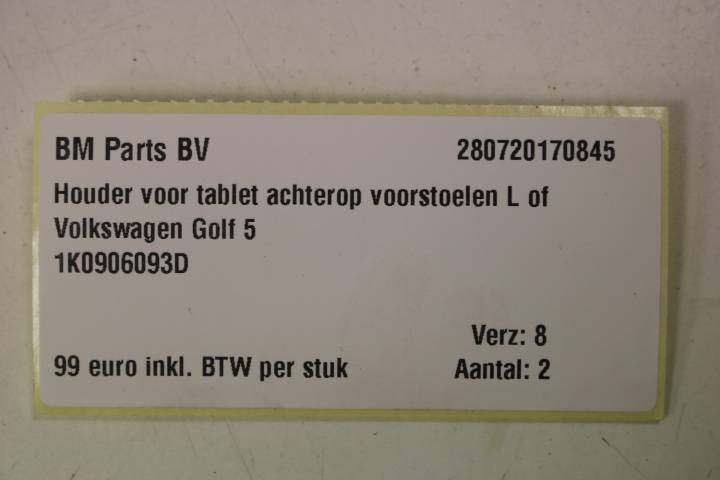 BM Parts BV 280720170845
Houder voor tablet achterop voorstoelen L of
Volkswagen Golf 5
1K0906093D
Verz: 8
99 euro inkl. BTW per stuk Aantal: 2